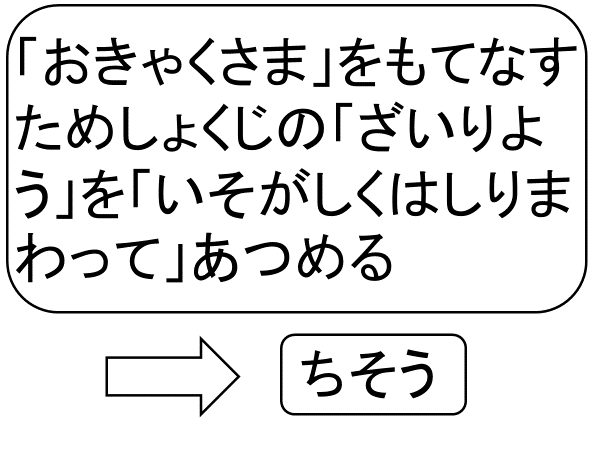 「おきゃくさま」をもてなす
ためしょくじの「ざいりよ
う」を「いそがしくはしりま
わって」あつめる
ちそう